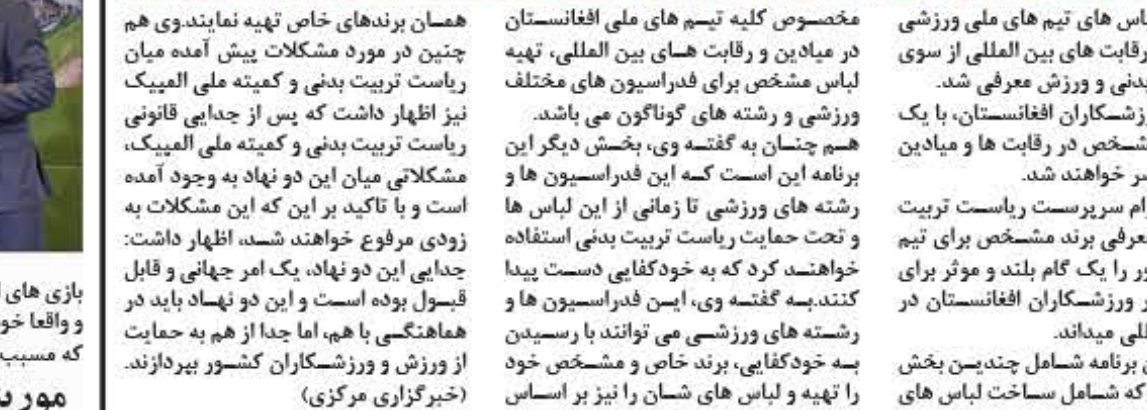 لباس های تیم های ملی ورزشی
رقابت های بین المللی از سوی
بدنی و ورزش معرفی شد.
ورزشکاران افغانستان، با یک
مشخص در رقابت ها و میادین
خواهند شد.
سرپرست ریاست تربیت
معرفی برند مشخص برای تیم
را یک گام بلند و موثر برای
ورزشکاران افغانستان در
میداند.
برنامه شامل چندین بخش
که شامل ساخت لباس های
مخصوص کلیه تیم های ملی افغانستان
در میادین و رقابت های بین المللی، تهیه
لباس مشخص برای فدراسیون های مختلف
ورزشی و رشته های گوناگون می باشد.
هم چنان به گفته وی، بخش دیگر این
برنامه این است که این فدراسیون ها و
رشته های ورزشی تا زمانی از این لباس ها
و تحت حمایت ریاست تربیت بدنی استفاده
خواهند کرد که به خودکفایی دست پیدا
کنند.به گفته وی، این فدراسیون ها و
رشته های ورزشی می توانند با رسیدن
به خودکفایی، برند خاص و مشخص خود
را تهیه و لباس های شان را نیز بر اساس
همان برندهای خاص تهیه نمایند.وی هم
چنین در مورد مشکلات پیش آمده میان
ریاست تربیت بدنی و کمیته ملی المپیک
نیز اظهار داشت که پس از جدایی قانونی
ریاست تربیت بدنی و کمیته ملی المپیک،
مشکلاتی میان این دو نهاد به وجود آمده
است و با تاکید بر این که این مشکلات به
زودی مرفوع خواهند شد، اظهار داشت:
جدایی این دو نهاد، یک امر جهانی و قابل
قبول بوده است و این دو نهاد باید در
هماهنگی با هم، اما جدا از هم به حمایت
از ورزش و ورزشکاران کشور بپردازند.
(خبرگزاری مرکزی)
بازی های
و واقعا
که مسبب